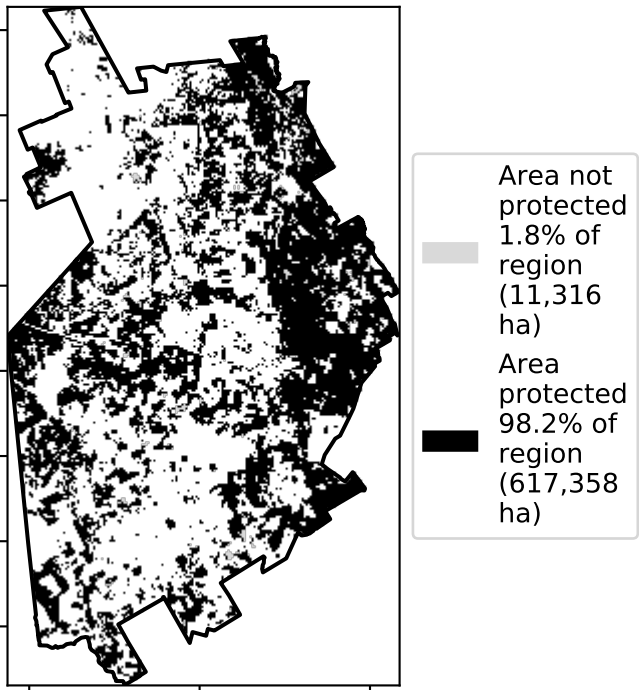 Area not
protected
1.8% of
region
(11,316
ha)
Area
protected
98.2% of
region
(617,358
ha)